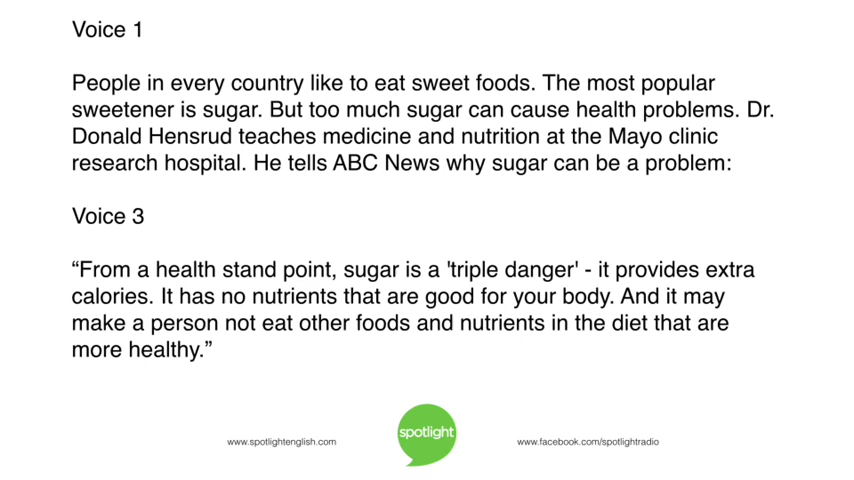 Voice 1
People in every country like to eat sweet foods. The most popular
sweetener is sugar. But too much sugar can cause health problems. Dr.
Donald Hensrud teaches medicine and nutrition at the Mayo clinic
research hospital. He tells ABC News why sugar can be a problem:
Voice 3
“From a health stand point, sugar is a 'triple danger' - it provides extra
calories. It has no nutrients that are good for your body. And it may
make a person not eat other foods and nutrients in the diet that are
more healthy.”
spotlight
www.spotlightenglish.com
www.facebook.com/spotlightradio